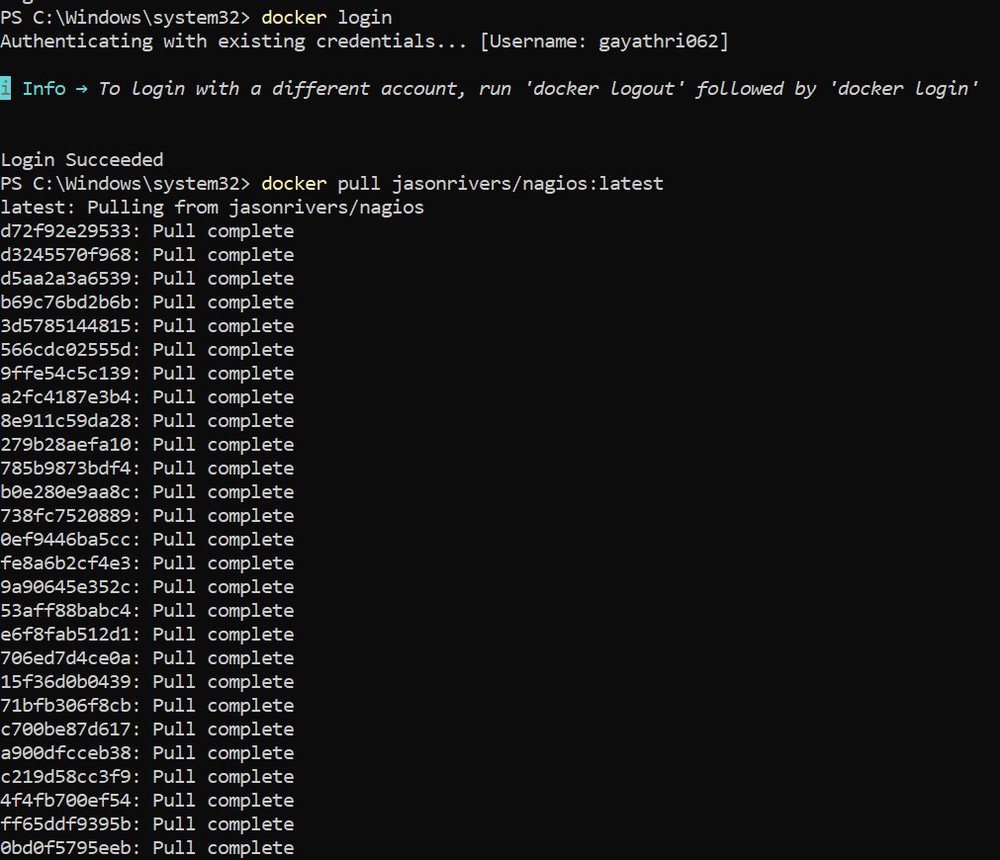 PS C:\Windows\system32> docker login
Authenticating with existing credentials... [Username: gayathri062]
i Info → To login with a different account, run 'docker logout' followed by 'docker login'
Login Succeeded
PS C:\Windows\system32> docker pull jasonrivers/nagios:latest
latest: Pulling from jasonrivers/nagios
d72f92e29533: Pull complete
d3245570f968: Pull complete
d5aa2a3a6539: Pull complete
b69c76bd2b6b: Pull complete
3d5785144815: Pull complete
566cdc02555d: Pull complete
9ffe54c5c139: Pull complete
a2fc4187e3b4: Pull complete
8e911c59da28: Pull complete
279b28aefa10: Pull complete
785b9873bdf4: Pull complete
b0e280e9aa8c: Pull complete
738fc7520889: Pull complete
0ef9446ba5cc: Pull complete
fe8a6b2cf4e3: Pull complete
9a90645e352c: Pull complete
53aff88babc4: Pull complete
e6f8fab512d1: Pull complete
706ed7d4ce0a: Pull complete
15f36d0b0439: Pull complete
71bfb306f8cb: Pull complete
c700be87d617: Pull complete
a900dfcceb38: Pull complete
c219d58cc3f9: Pull complete
4f4fb700ef54: Pull complete
ff65ddf9395b: Pull complete
0bd0f5795eeb: Pull complete